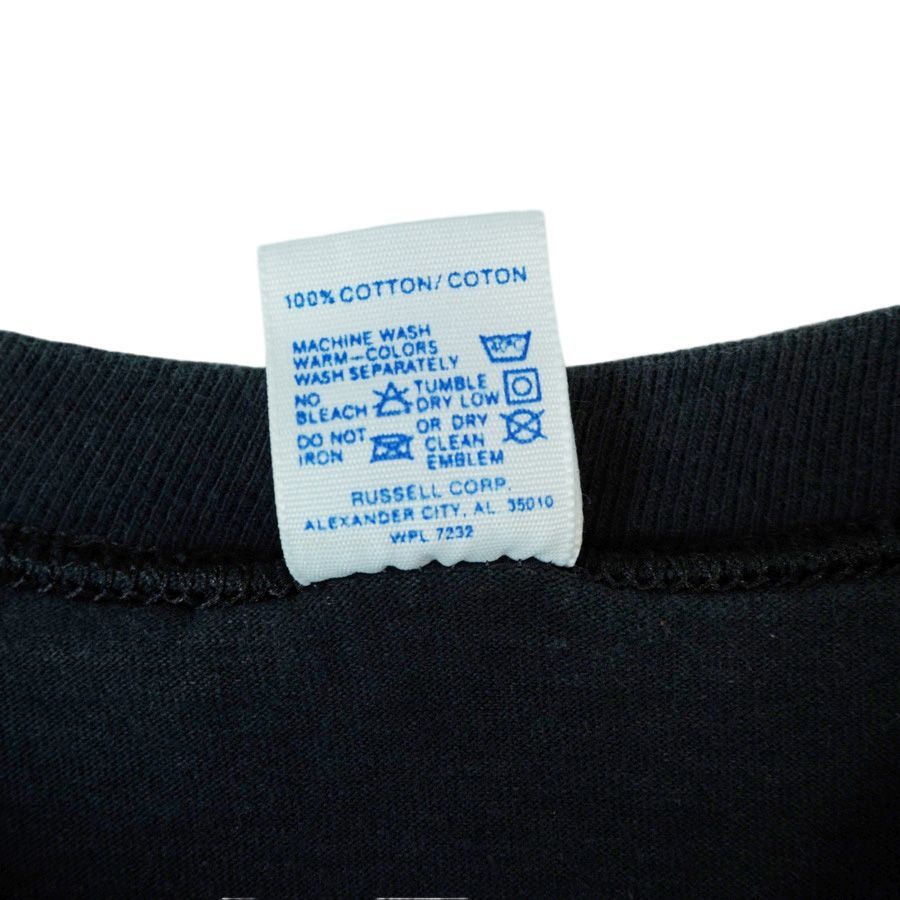 100% COTTON/COTON
MACHINE WASH
WARM—COLORS
WASH SEPARATELY
NO
BLEACH
TUMBLE
DRY LOW
DO NOT
IRON
OR DRY
CLEAN
EMBLEM
RUSSELL CORP.
ALEXANDER CITY, AL 35010
WPL 7232